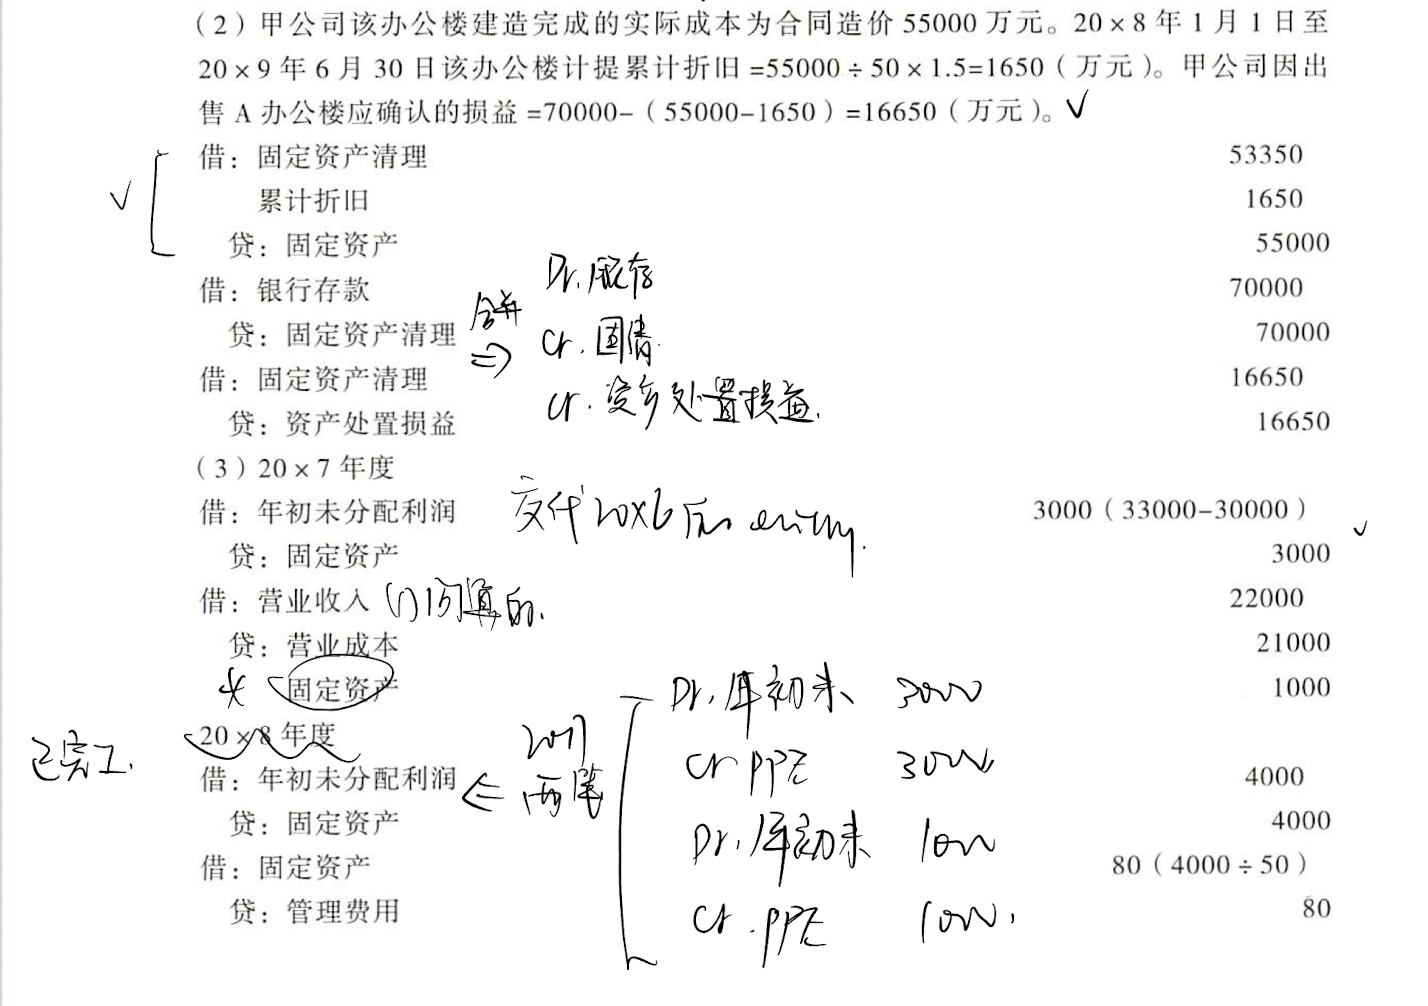 （2）甲公司该办公楼建造完成的实际成本为合同造价 55000 万元。20×8 年 1 月 1 日至
20×9 年 6 月 30 日该办公楼计提累计折旧 =55000÷50×1.5=1650（万元）。甲公司因出
售 A 办公楼应确认的损益 =70000-（55000-1650）=16650（万元）。✓
借：固定资产清理 53350
✓
累计折旧 1650
贷：固定资产 55000
Dr. 银存
借：银行存款 70000
合并
贷：固定资产清理 70000
⇒ Cr. 固清
借：固定资产清理 16650
Cr. 资产处置损益.
贷：资产处置损益 16650
（3）20×7 年度
借：年初未分配利润 3000（33000-30000）
交代20X6 entry.
✓
贷：固定资产 3000
借：营业收入 (1)问算的. 22000
贷：营业成本 21000
固定资产 1000
Dr. 年初未 3000
20×8 年度
已完工.
2017
两笔
Cr PPE 3000
借：年初未分配利润 ⇐ 4000
贷：固定资产 4000
Dr. 年初未 1000
借：固定资产 80（4000÷50）
贷：管理费用 80
Cr. PPE 1000.